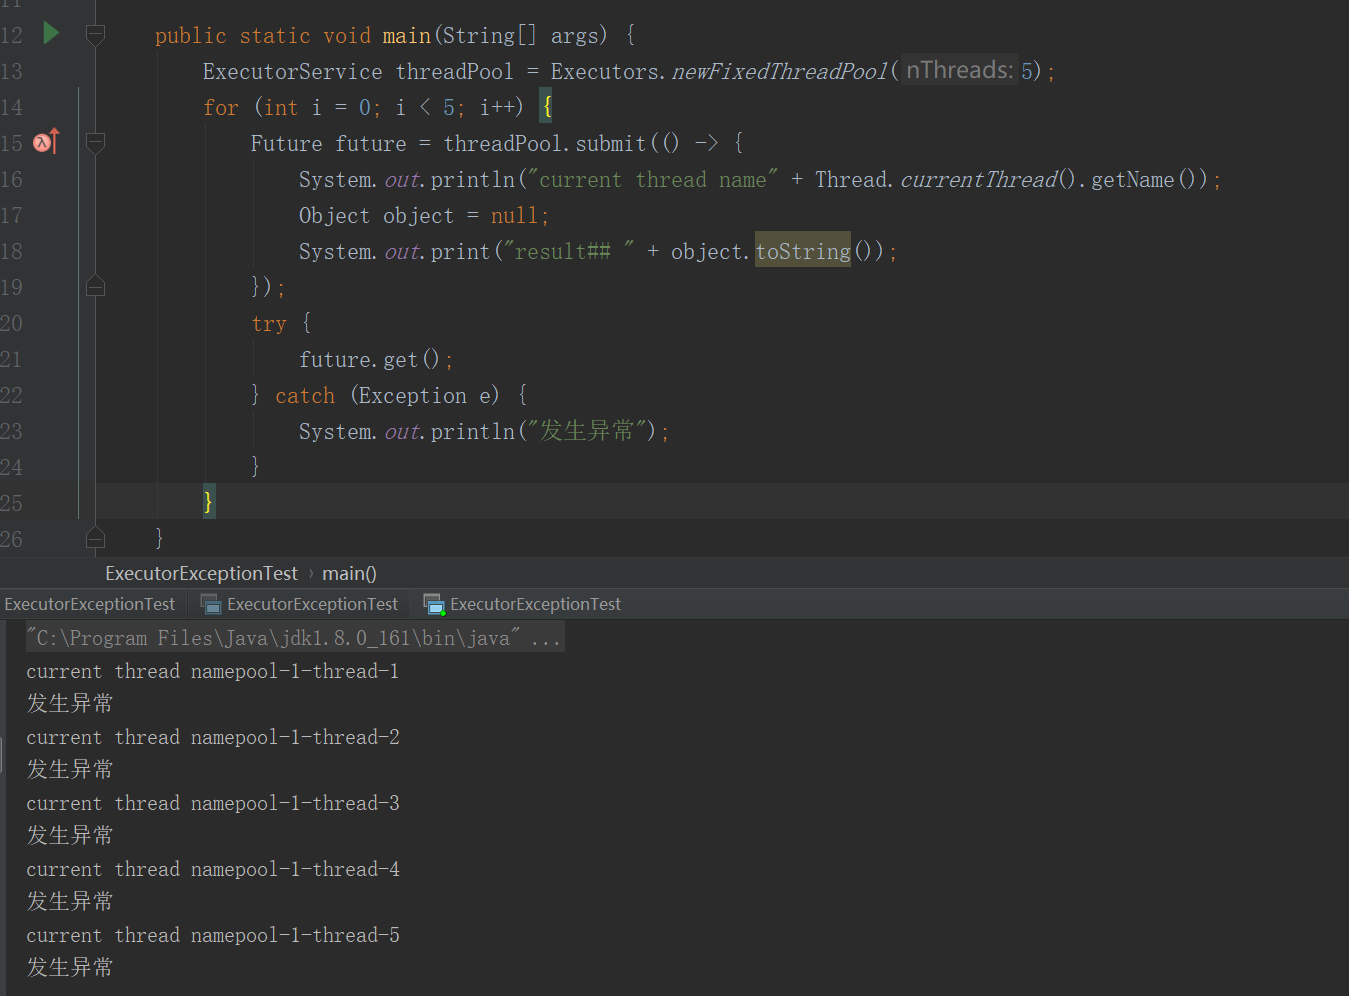 11
12 public static void main(String[] args) {
13 ExecutorService threadPool = Executors.newFixedThreadPool( nThreads: 5);
14 for (int i = 0; i < 5; i++) {
15 Future future = threadPool.submit(() -> {
16 System.out.println("current thread name" + Thread.currentThread().getName());
17 Object object = null;
18 System.out.print("result## " + object.toString());
19 });
20 try {
21 future.get();
22 } catch (Exception e) {
23 System.out.println("发生异常");
24 }
25 }
26 }
ExecutorExceptionTest › main()
ExecutorExceptionTest ExecutorExceptionTest ExecutorExceptionTest
"C:\Program Files\Java\jdk1.8.0_161\bin\java" ...
current thread namepool-1-thread-1
发生异常
current thread namepool-1-thread-2
发生异常
current thread namepool-1-thread-3
发生异常
current thread namepool-1-thread-4
发生异常
current thread namepool-1-thread-5
发生异常